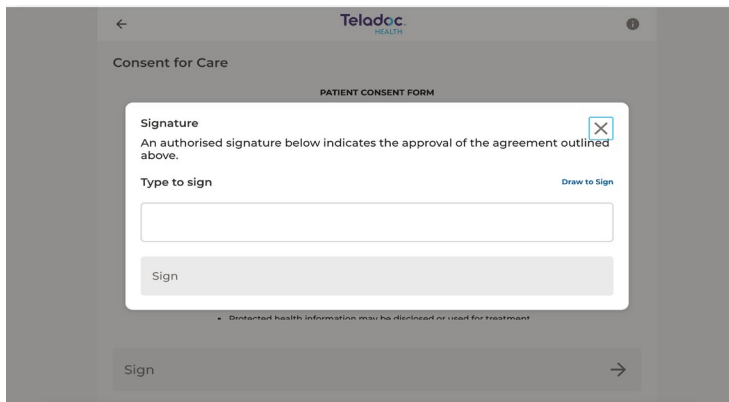 Teladoc
HEALTH
Consent for Care
PATIENT CONSENT FORM
Signature
An authorised signature below indicates the approval of the agreement outlined
above.
Type to sign
Draw to Sign
Sign
Protected health information may be disclosed or used for treatment
Sign